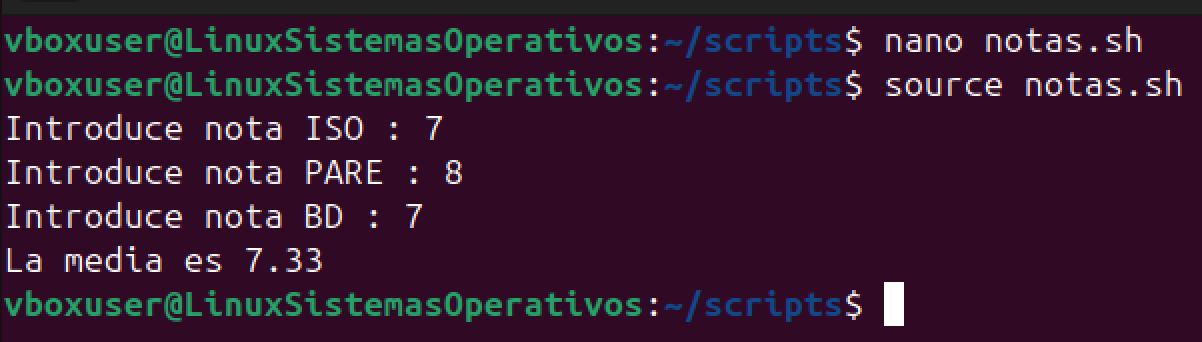 vboxuser@LinuxSistemasOperativos:~/scripts$ nano notas.sh
vboxuser@LinuxSistemasOperativos:~/scripts$ source notas.sh
Introduce nota ISO : 7
Introduce nota PARE : 8
Introduce nota BD : 7
La media es 7.33
vboxuser@LinuxSistemasOperativos:~/scripts$